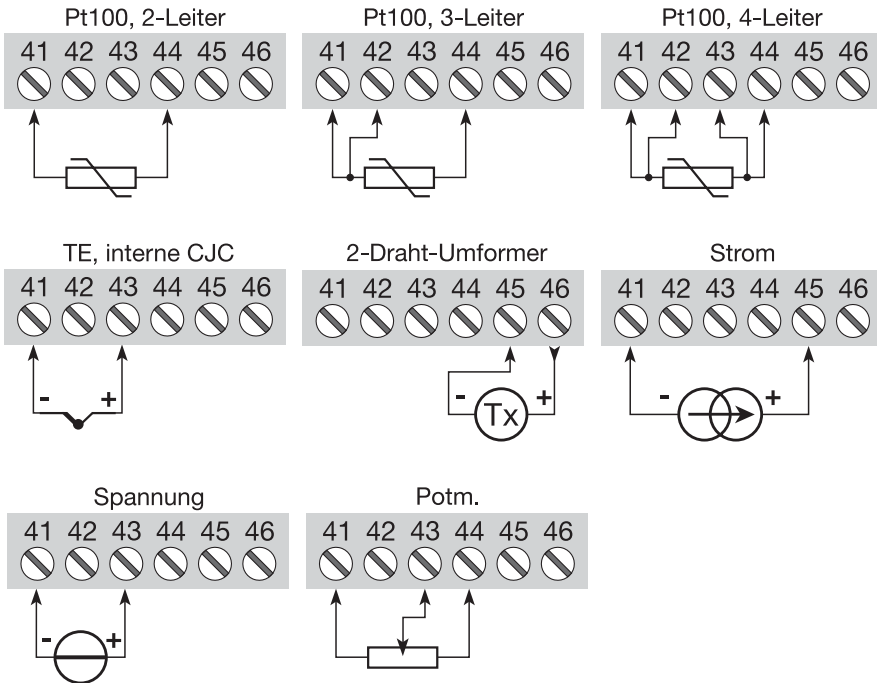 Pt100, 2-Leiter Pt100, 3-Leiter Pt100, 4-Leiter
41 42 43 44 45 46 41 42 43 44 45 46 41 42 43 44 45 46
TE, interne CJC 2-Draht-Umformer Strom
41 42 43 44 45 46 41 42 43 44 45 46 41 42 43 44 45 46
- + - Tx + - +
Spannung Potm.
41 42 43 44 45 46 41 42 43 44 45 46
- +